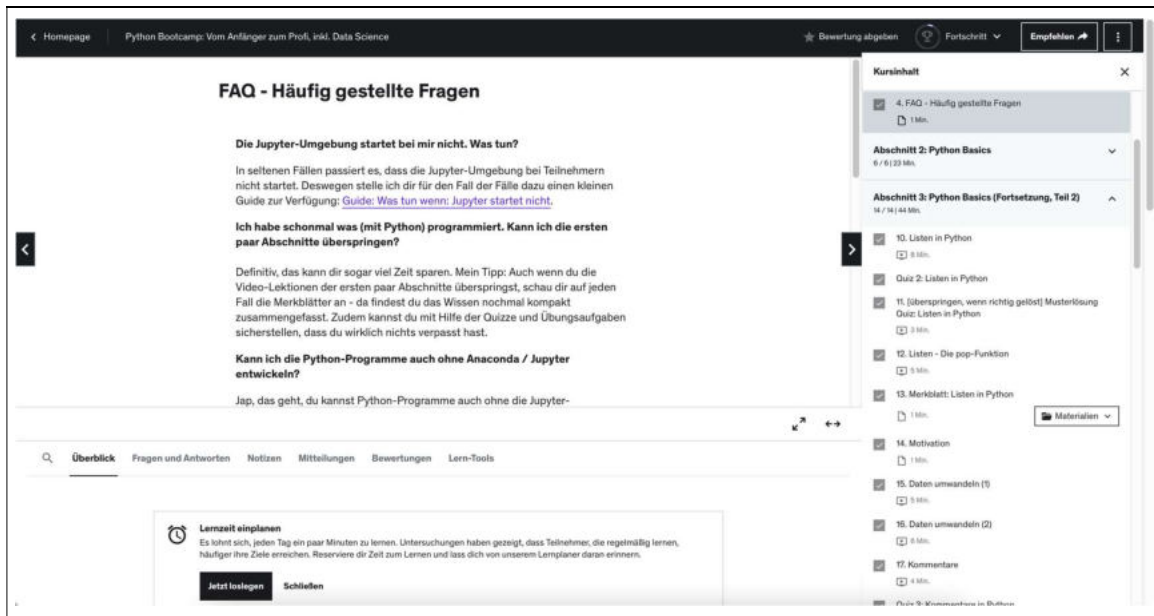 Homepage
Python Bootcamp: Vom Anfänger zum Profi, inkl. Data Science
Bewertung abgeben
Fortschritt
Empfehlen
FAQ - Häufig gestellte Fragen
Die Jupyter-Umgebung startet bei mir nicht. Was tun?
In seltenen Fällen passiert es, dass die Jupyter-Umgebung bei Teilnehmern
nicht startet. Deswegen stelle ich dir für den Fall der Fälle dazu einen kleinen
Guide zur Verfügung: Guide: Was tun wenn: Jupyter startet nicht.
Ich habe schonmal was (mit Python) programmiert. Kann ich die ersten
paar Abschnitte überspringen?
Definitiv, das kann dir sogar viel Zeit sparen. Mein Tipp: Auch wenn du die
Video-Lektionen der ersten paar Abschnitte überspringst, schau dir auf jeden
Fall die Merkblätter an - da findest du das Wissen nochmal kompakt
zusammengefasst. Zudem kannst du mit Hilfe der Quizze und Übungsaufgaben
sicherstellen, dass du wirklich nichts verpasst hast.
Kann ich die Python-Programme auch ohne Anaconda / Jupyter
entwickeln?
Jap, das geht, du kannst Python-Programme auch ohne die Jupyter-
Überblick
Fragen und Antworten
Notizen
Mitteilungen
Bewertungen
Lern-Tools
Lernzeit einplanen
Es lohnt sich, jeden Tag ein paar Minuten zu lernen. Untersuchungen haben gezeigt, dass Teilnehmer, die regelmäßig lernen,
häufiger ihre Ziele erreichen. Reserviere dir Zeit zum Lernen und lass dich von unserem Lernplaner daran erinnern.
Jetzt loslegen
Schließen
Kursinhalt
4. FAQ - Häufig gestellte Fragen
1 Min.
Abschnitt 2: Python Basics
6 / 6 | 23 Min.
Abschnitt 3: Python Basics (Fortsetzung, Teil 2)
14 / 14 | 44 Min.
10. Listen in Python
8 Min.
Quiz 2: Listen in Python
11. [überspringen, wenn richtig gelöst] Musterlösung
Quiz: Listen in Python
3 Min.
12. Listen - Die pop-Funktion
5 Min.
13. Merkblatt: Listen in Python
1 Min.
Materialien
14. Motivation
1 Min.
15. Daten umwandeln (1)
5 Min.
16. Daten umwandeln (2)
8 Min.
17. Kommentare
4 Min.
Quiz 3: Kommentare in Python